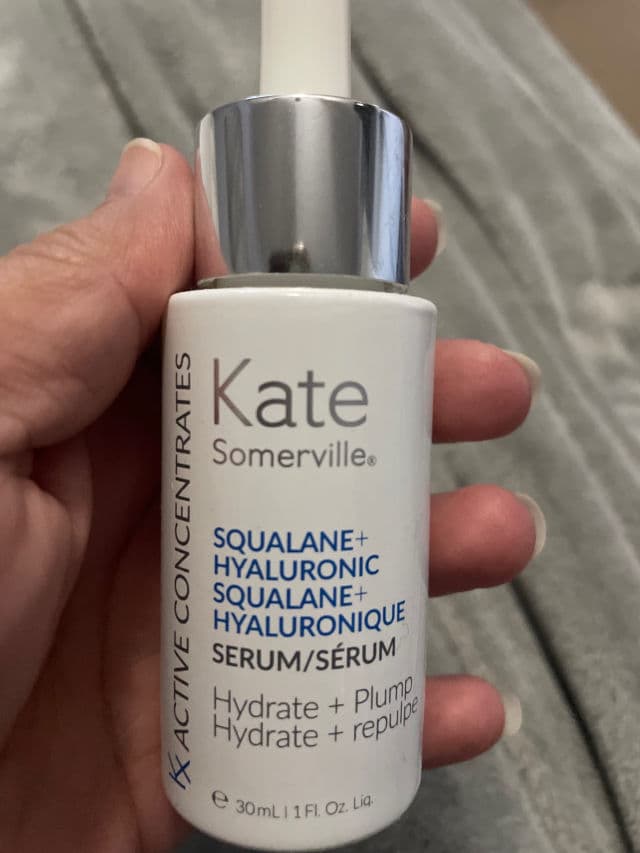 Kate
Somerville®
SQUALANE+
HYALURONIC
SQUALANE+
HYALURONIQUE
SERUM/SÉRUM
Hydrate + Plump
Hydrate + repulpe
℮ 30mL | 1 Fl. Oz. Liq.
Kx ACTIVE CONCENTRATES